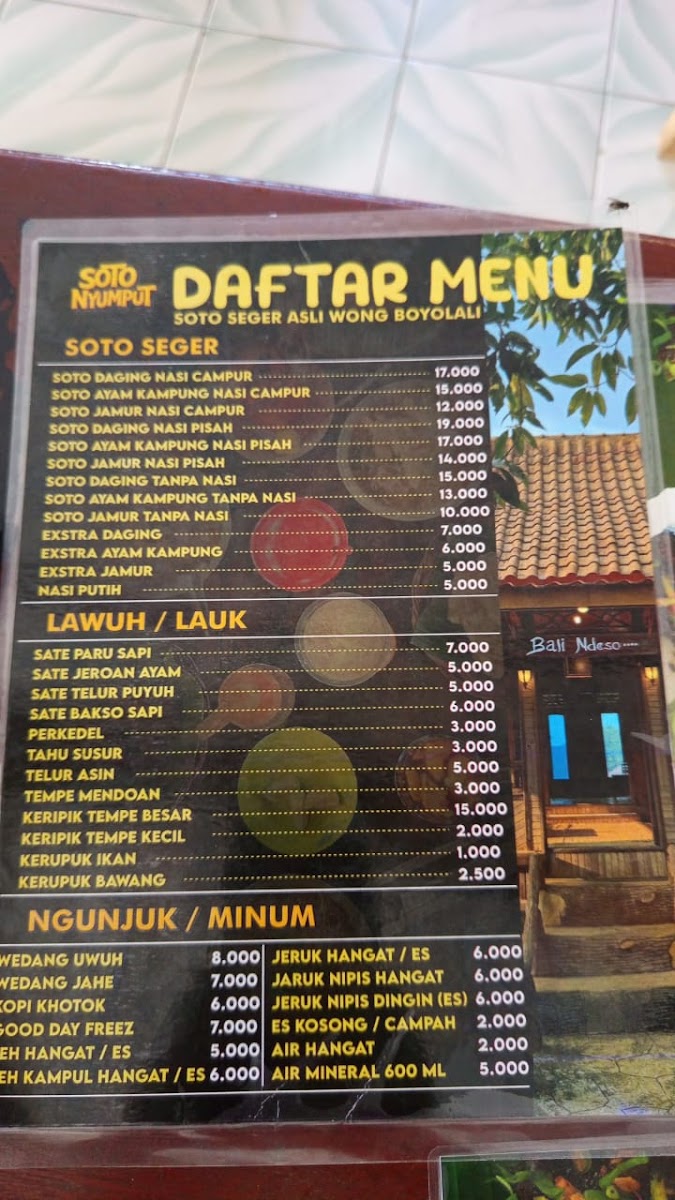 SOTO
NYUMPUT
DAFTAR MENU
SOTO SEGER ASLI WONG BOYOLALI
SOTO SEGER
SOTO DAGING NASI CAMPUR 17.000
SOTO AYAM KAMPUNG NASI CAMPUR 15.000
SOTO JAMUR NASI CAMPUR 12.000
SOTO DAGING NASI PISAH 19.000
SOTO AYAM KAMPUNG NASI PISAH 17.000
SOTO JAMUR NASI PISAH 14.000
SOTO DAGING TANPA NASI 15.000
SOTO AYAM KAMPUNG TANPA NASI 13.000
SOTO JAMUR TANPA NASI 10.000
EXSTRA DAGING 7.000
EXSTRA AYAM KAMPUNG 6.000
EXSTRA JAMUR 5.000
NASI PUTIH 5.000
LAWUH / LAUK
SATE PARU SAPI 7.000
SATE JEROAN AYAM 5.000
SATE TELUR PUYUH 5.000
SATE BAKSO SAPI 6.000
PERKEDEL 3.000
TAHU SUSUR 3.000
TELUR ASIN 5.000
TEMPE MENDOAN 3.000
KERIPIK TEMPE BESAR 15.000
KERIPIK TEMPE KECIL 2.000
KERUPUK IKAN 1.000
KERUPUK BAWANG 2.500
Bali Ndeso....
NGUNJUK / MINUM
WEDANG UWUH 8.000
WEDANG JAHE 7.000
KOPI KHOTOK 6.000
GOOD DAY FREEZ 7.000
EH HANGAT / ES 5.000
EH KAMPUL HANGAT / ES 6.000
JERUK HANGAT / ES 6.000
JARUK NIPIS HANGAT 6.000
JERUK NIPIS DINGIN (ES) 6.000
ES KOSONG / CAMPAH 2.000
AIR HANGAT 2.000
AIR MINERAL 600 ML 5.000